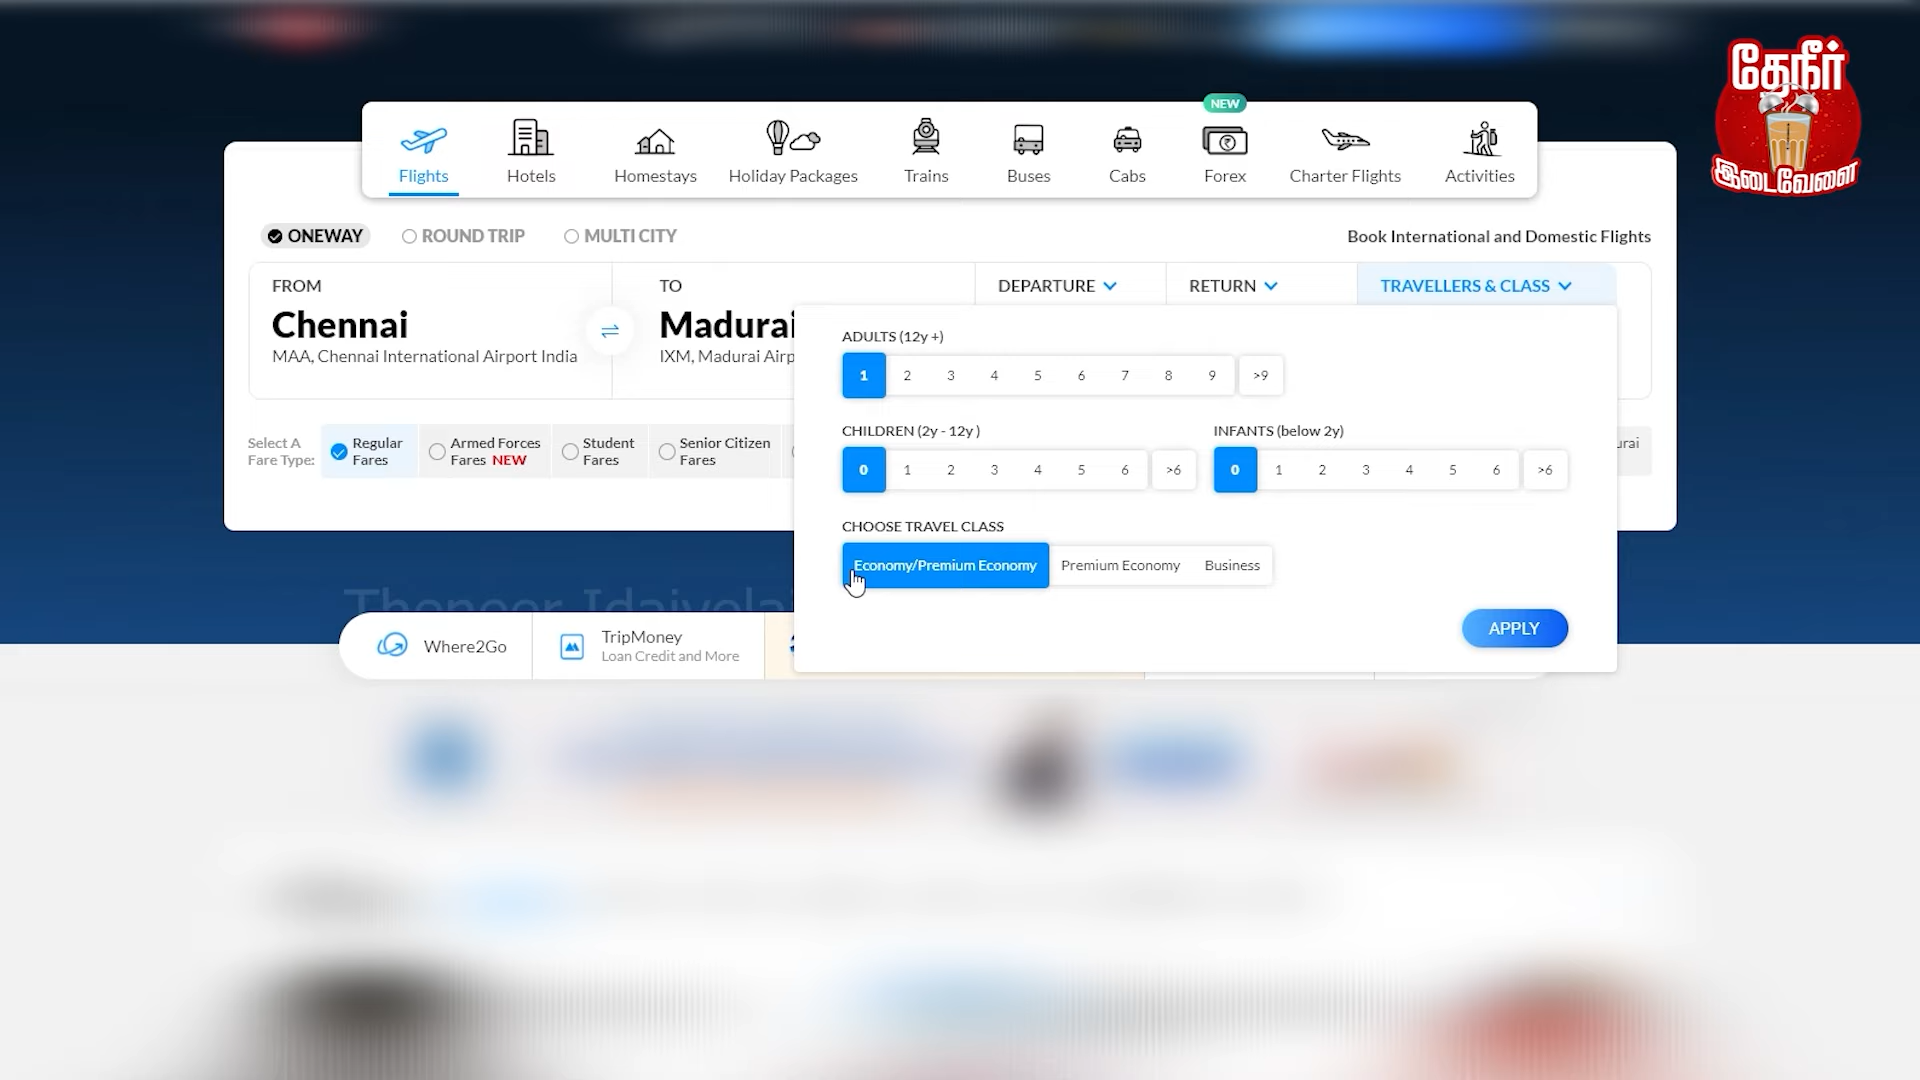 தேநீர்
இடைவேளை
NEW
Flights
Hotels
Homestays
Holiday Packages
Trains
Buses
Cabs
Forex
Charter Flights
Activities
ONEWAY
ROUND TRIP
MULTI CITY
Book International and Domestic Flights
FROM
Chennai
MAA, Chennai International Airport India
TO
Madurai
IXM, Madurai Airp
DEPARTURE
RETURN
TRAVELLERS & CLASS
ADULTS (12y +)
1 2 3 4 5 6 7 8 9 >9
CHILDREN (2y - 12y )
0 1 2 3 4 5 6 >6
INFANTS (below 2y)
0 1 2 3 4 5 6 >6
CHOOSE TRAVEL CLASS
Economy/Premium Economy
Premium Economy
Business
APPLY
Select A
Fare Type:
Regular
Fares
Armed Forces
Fares NEW
Student
Fares
Senior Citizen
Fares
urai
Theneer Idaivela
Where2Go
TripMoney
Loan Credit and More